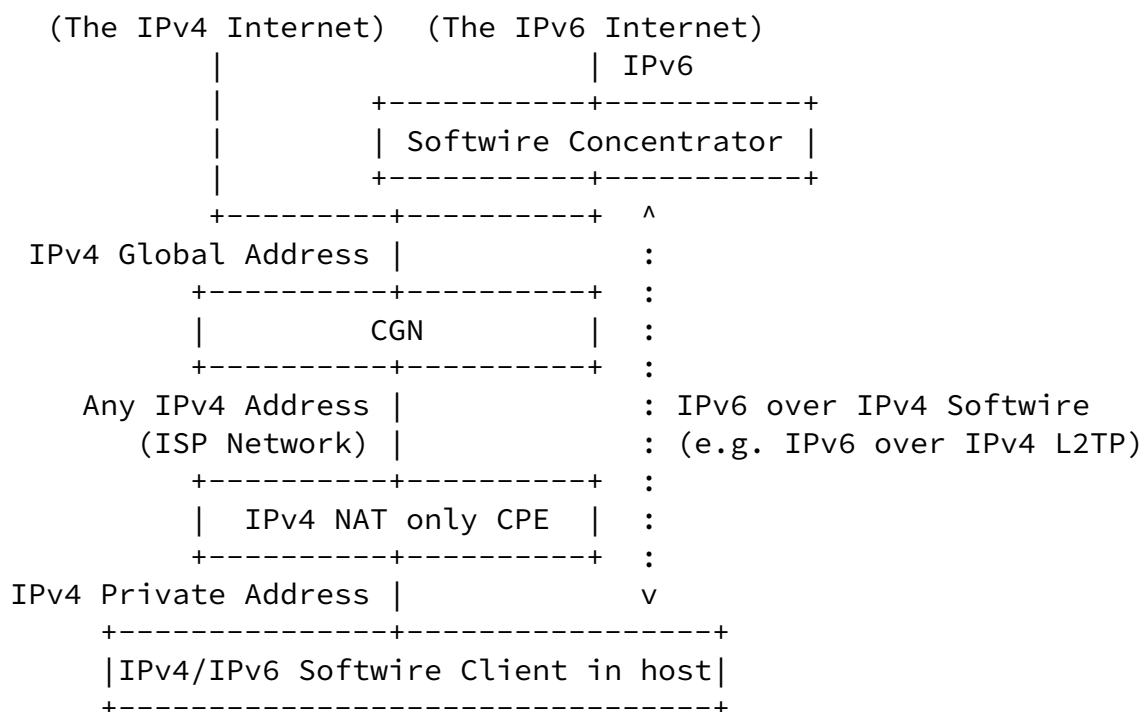 (The IPv4 Internet) (The IPv6 Internet)
IPv6
Softwire Concentrator
IPv4 Global Address
CGN
Any IPv4 Address
: IPv6 over IPv4 Softwire
(ISP Network)
: (e.g. IPv6 over IPv4 L2TP)
IPv4 NAT only CPE
IPv4 Private Address
v
IPv4/IPv6 Softwire Client in host